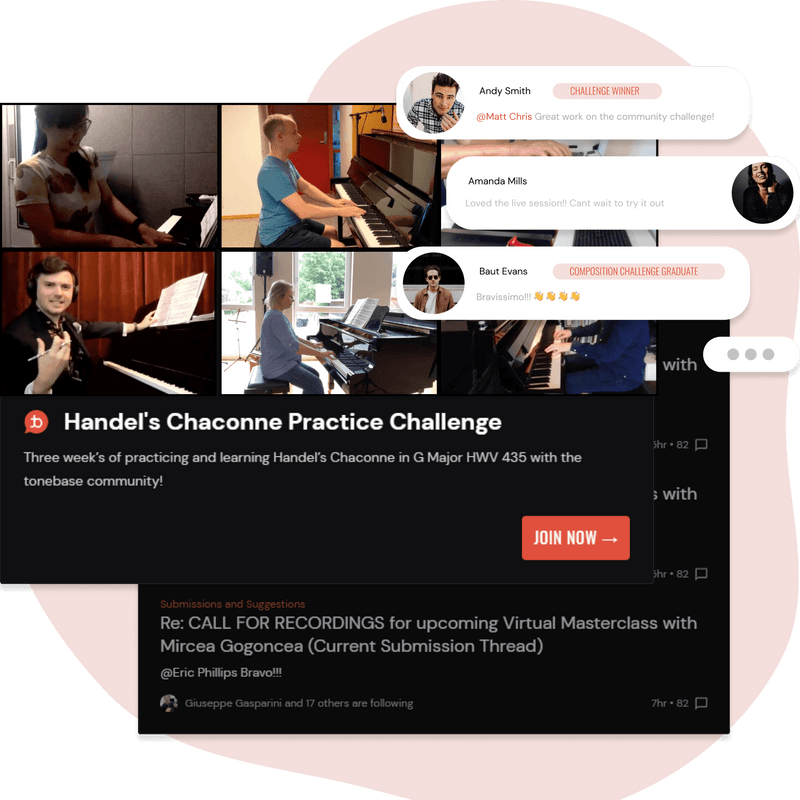 Andy Smith
CHALLENGE WINNER
@Matt Chris Great work on the community challenge!
Amanda Mills
Loved the live session!! Cant wait to try it out
Baut Evans
COMPOSITION CHALLENGE GRADUATE
Bravissimo!!! 👏👏👏👏
with
Handel's Chaconne Practice Challenge
Three week's of practicing and learning Handel's Chaconne in G Major HWV 435 with the
tonebase community!
hr • 82
with
JOIN NOW →
hr • 82
Submissions and Suggestions
Re: CALL FOR RECORDINGS for upcoming Virtual Masterclass with
Mircea Gogoncea (Current Submission Thread)
@Eric Phillips Bravo!!!
Giuseppe Gasparini and 17 others are following
7hr • 82